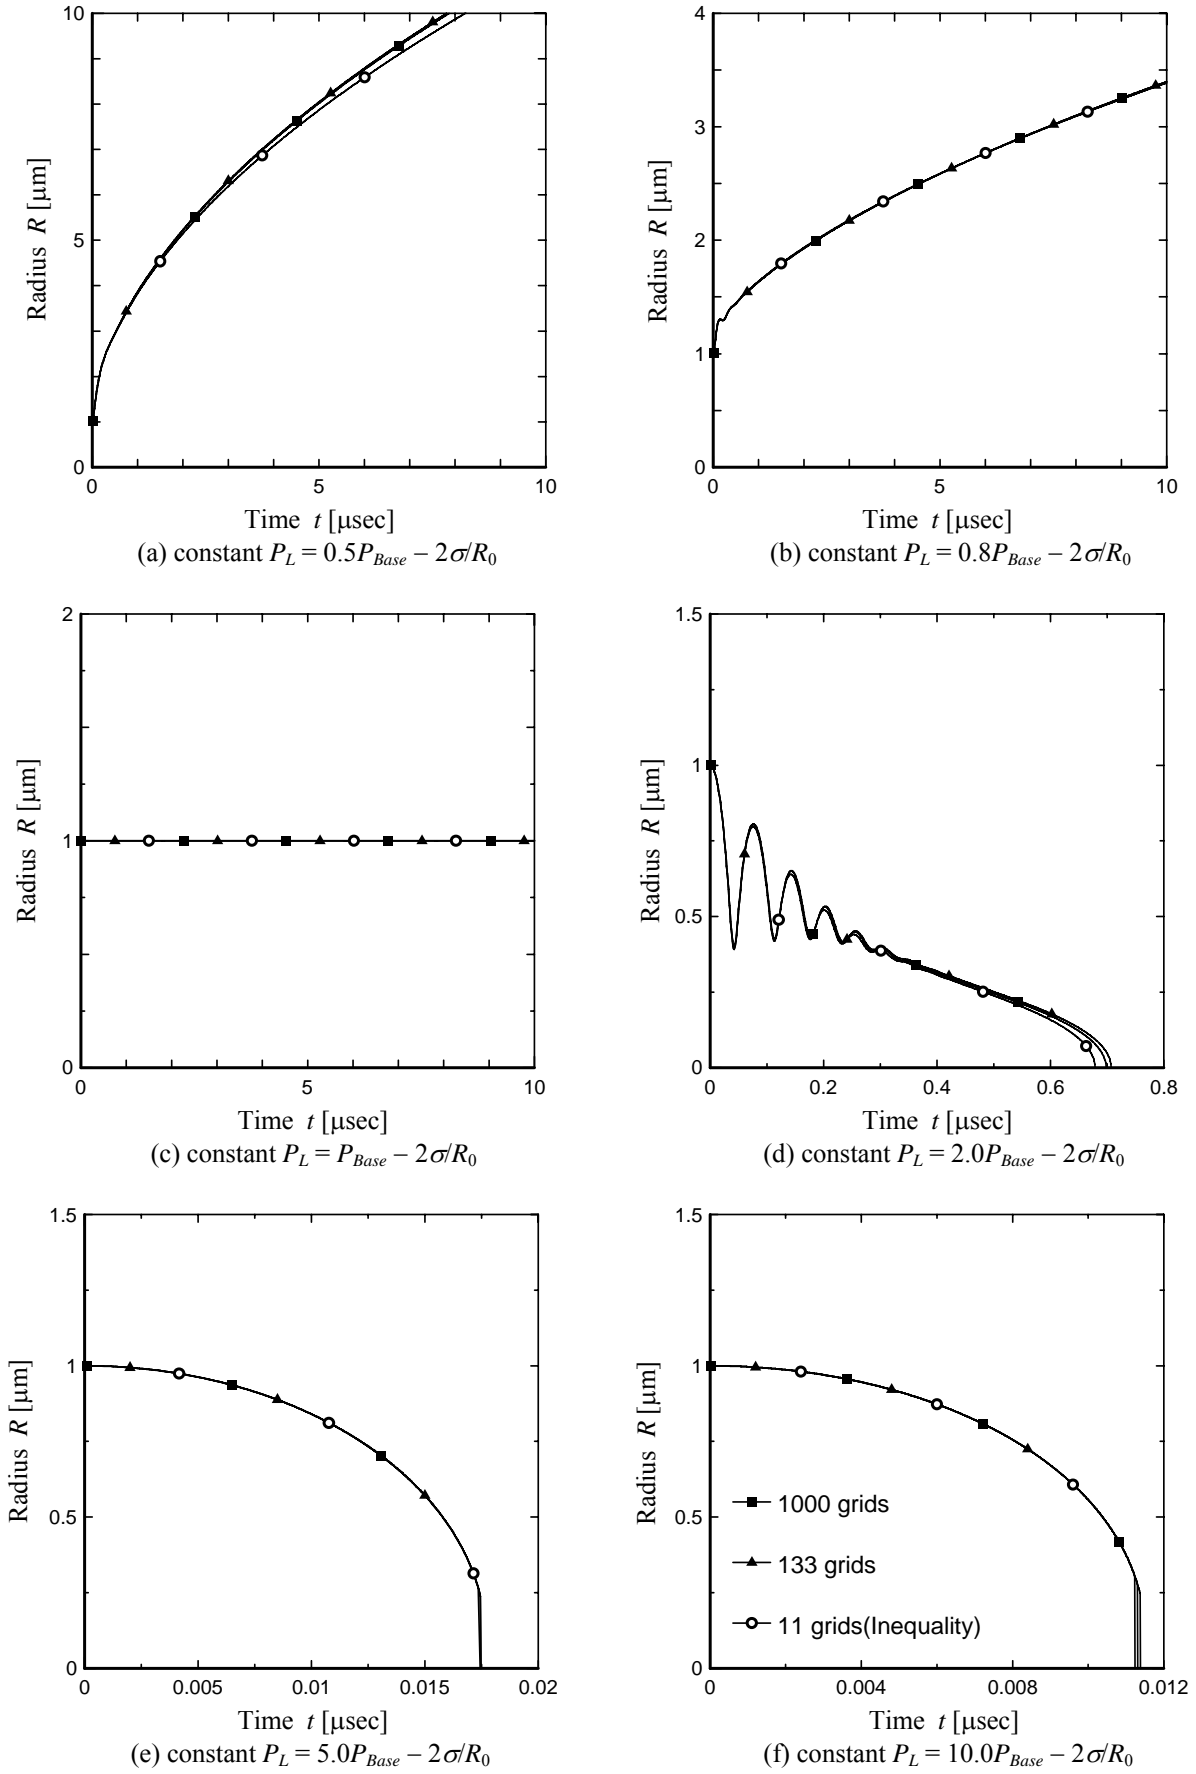 10
5
0
Radius R [μm]
0
5
10
Time t [μsec]
(a) constant P_L = 0.5P_Base – 2σ/R_0
4
3
2
1
0
Radius R [μm]
0
5
10
Time t [μsec]
(b) constant P_L = 0.8P_Base – 2σ/R_0
2
1
0
Radius R [μm]
0
5
10
Time t [μsec]
(c) constant P_L = P_Base – 2σ/R_0
1.5
1
0.5
0
Radius R [μm]
0
0.2
0.4
0.6
0.8
Time t [μsec]
(d) constant P_L = 2.0P_Base – 2σ/R_0
1.5
1
0.5
0
Radius R [μm]
0
0.005
0.01
0.015
0.02
Time t [μsec]
(e) constant P_L = 5.0P_Base – 2σ/R_0
1.5
1
0.5
0
Radius R [μm]
1000 grids
133 grids
11 grids(Inequality)
0
0.004
0.008
0.012
Time t [μsec]
(f) constant P_L = 10.0P_Base – 2σ/R_0